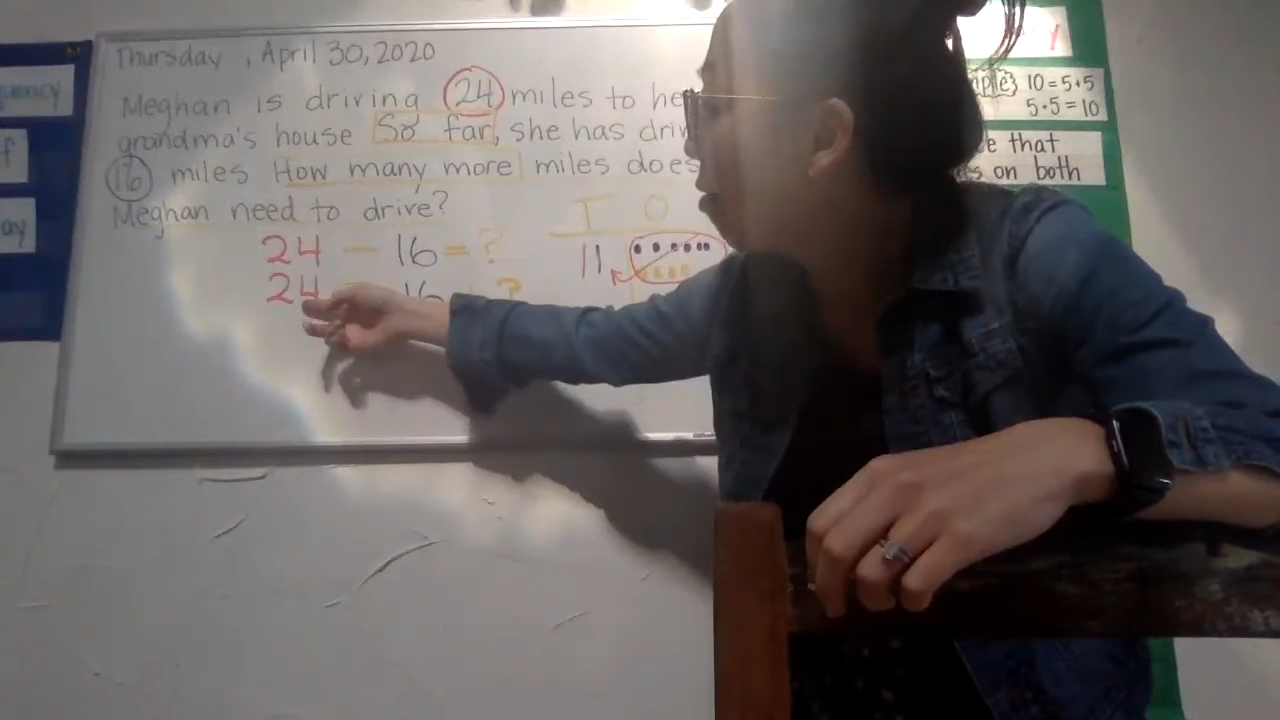 Thursday, April 30, 2020
Meghan is driving 24 miles to
grandma's house So far, she has
16 miles How many more miles does
Meghan need to drive?
T O
24 - 16 = ?
11
24 = 16 + ?
10 = 5+5
5+5 = 10
that
on both